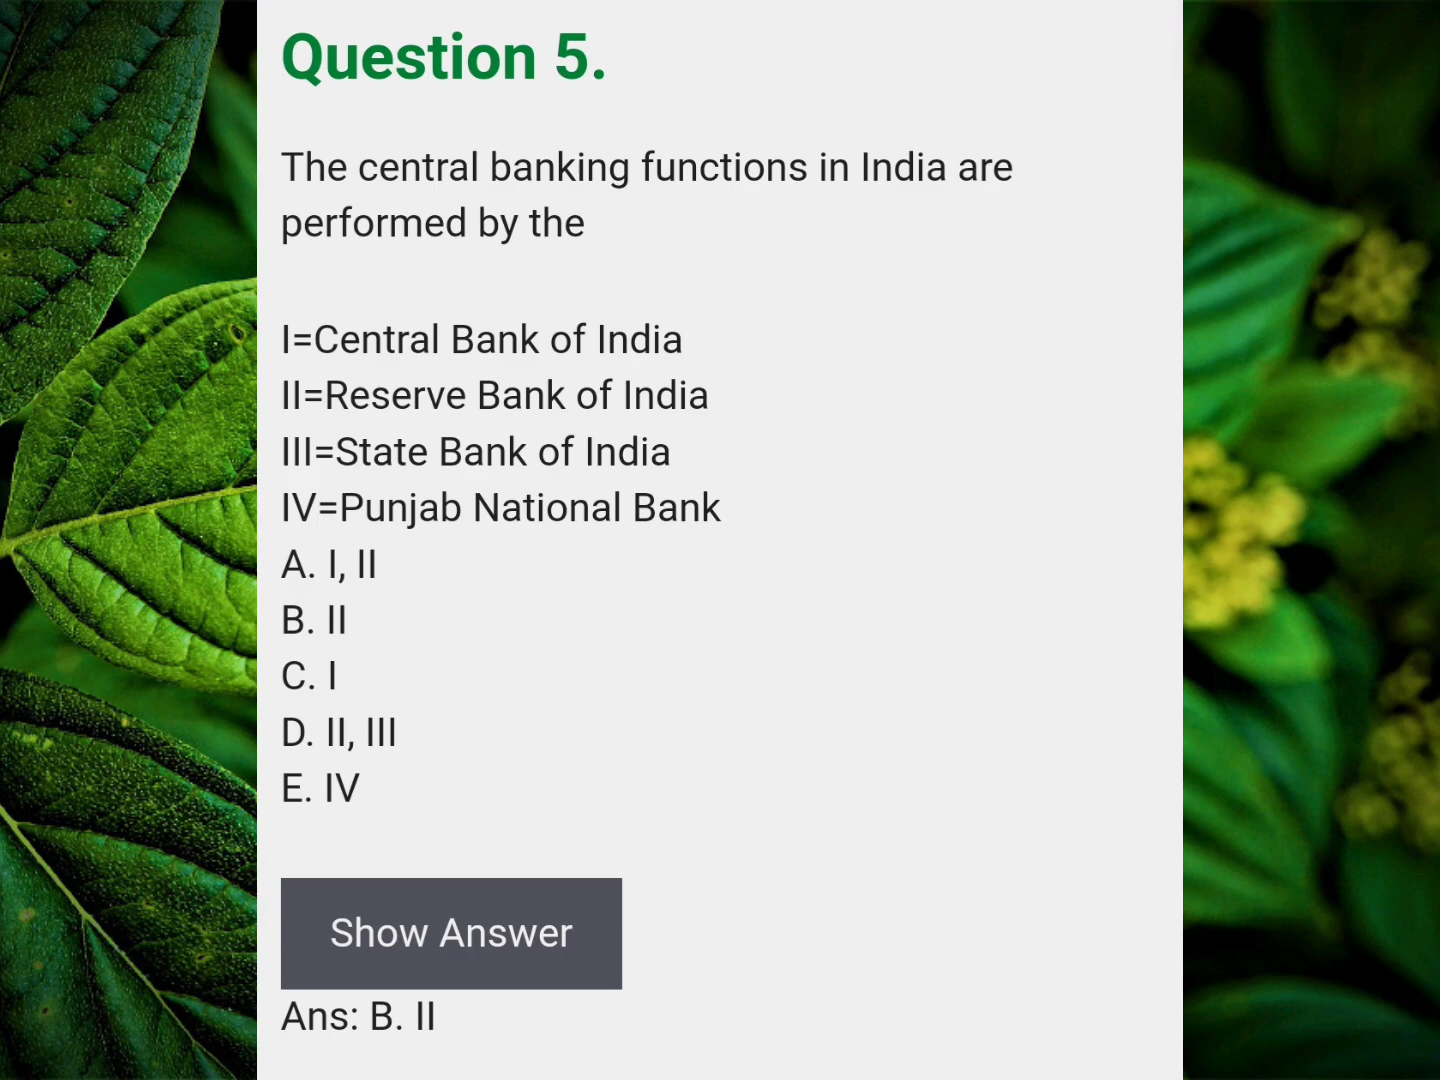 Question 5.
The central banking functions in India are
performed by the
I=Central Bank of India
II=Reserve Bank of India
III=State Bank of India
IV=Punjab National Bank
A. I, II
B. II
C. I
D. II, III
E. IV
Show Answer
Ans: B. II